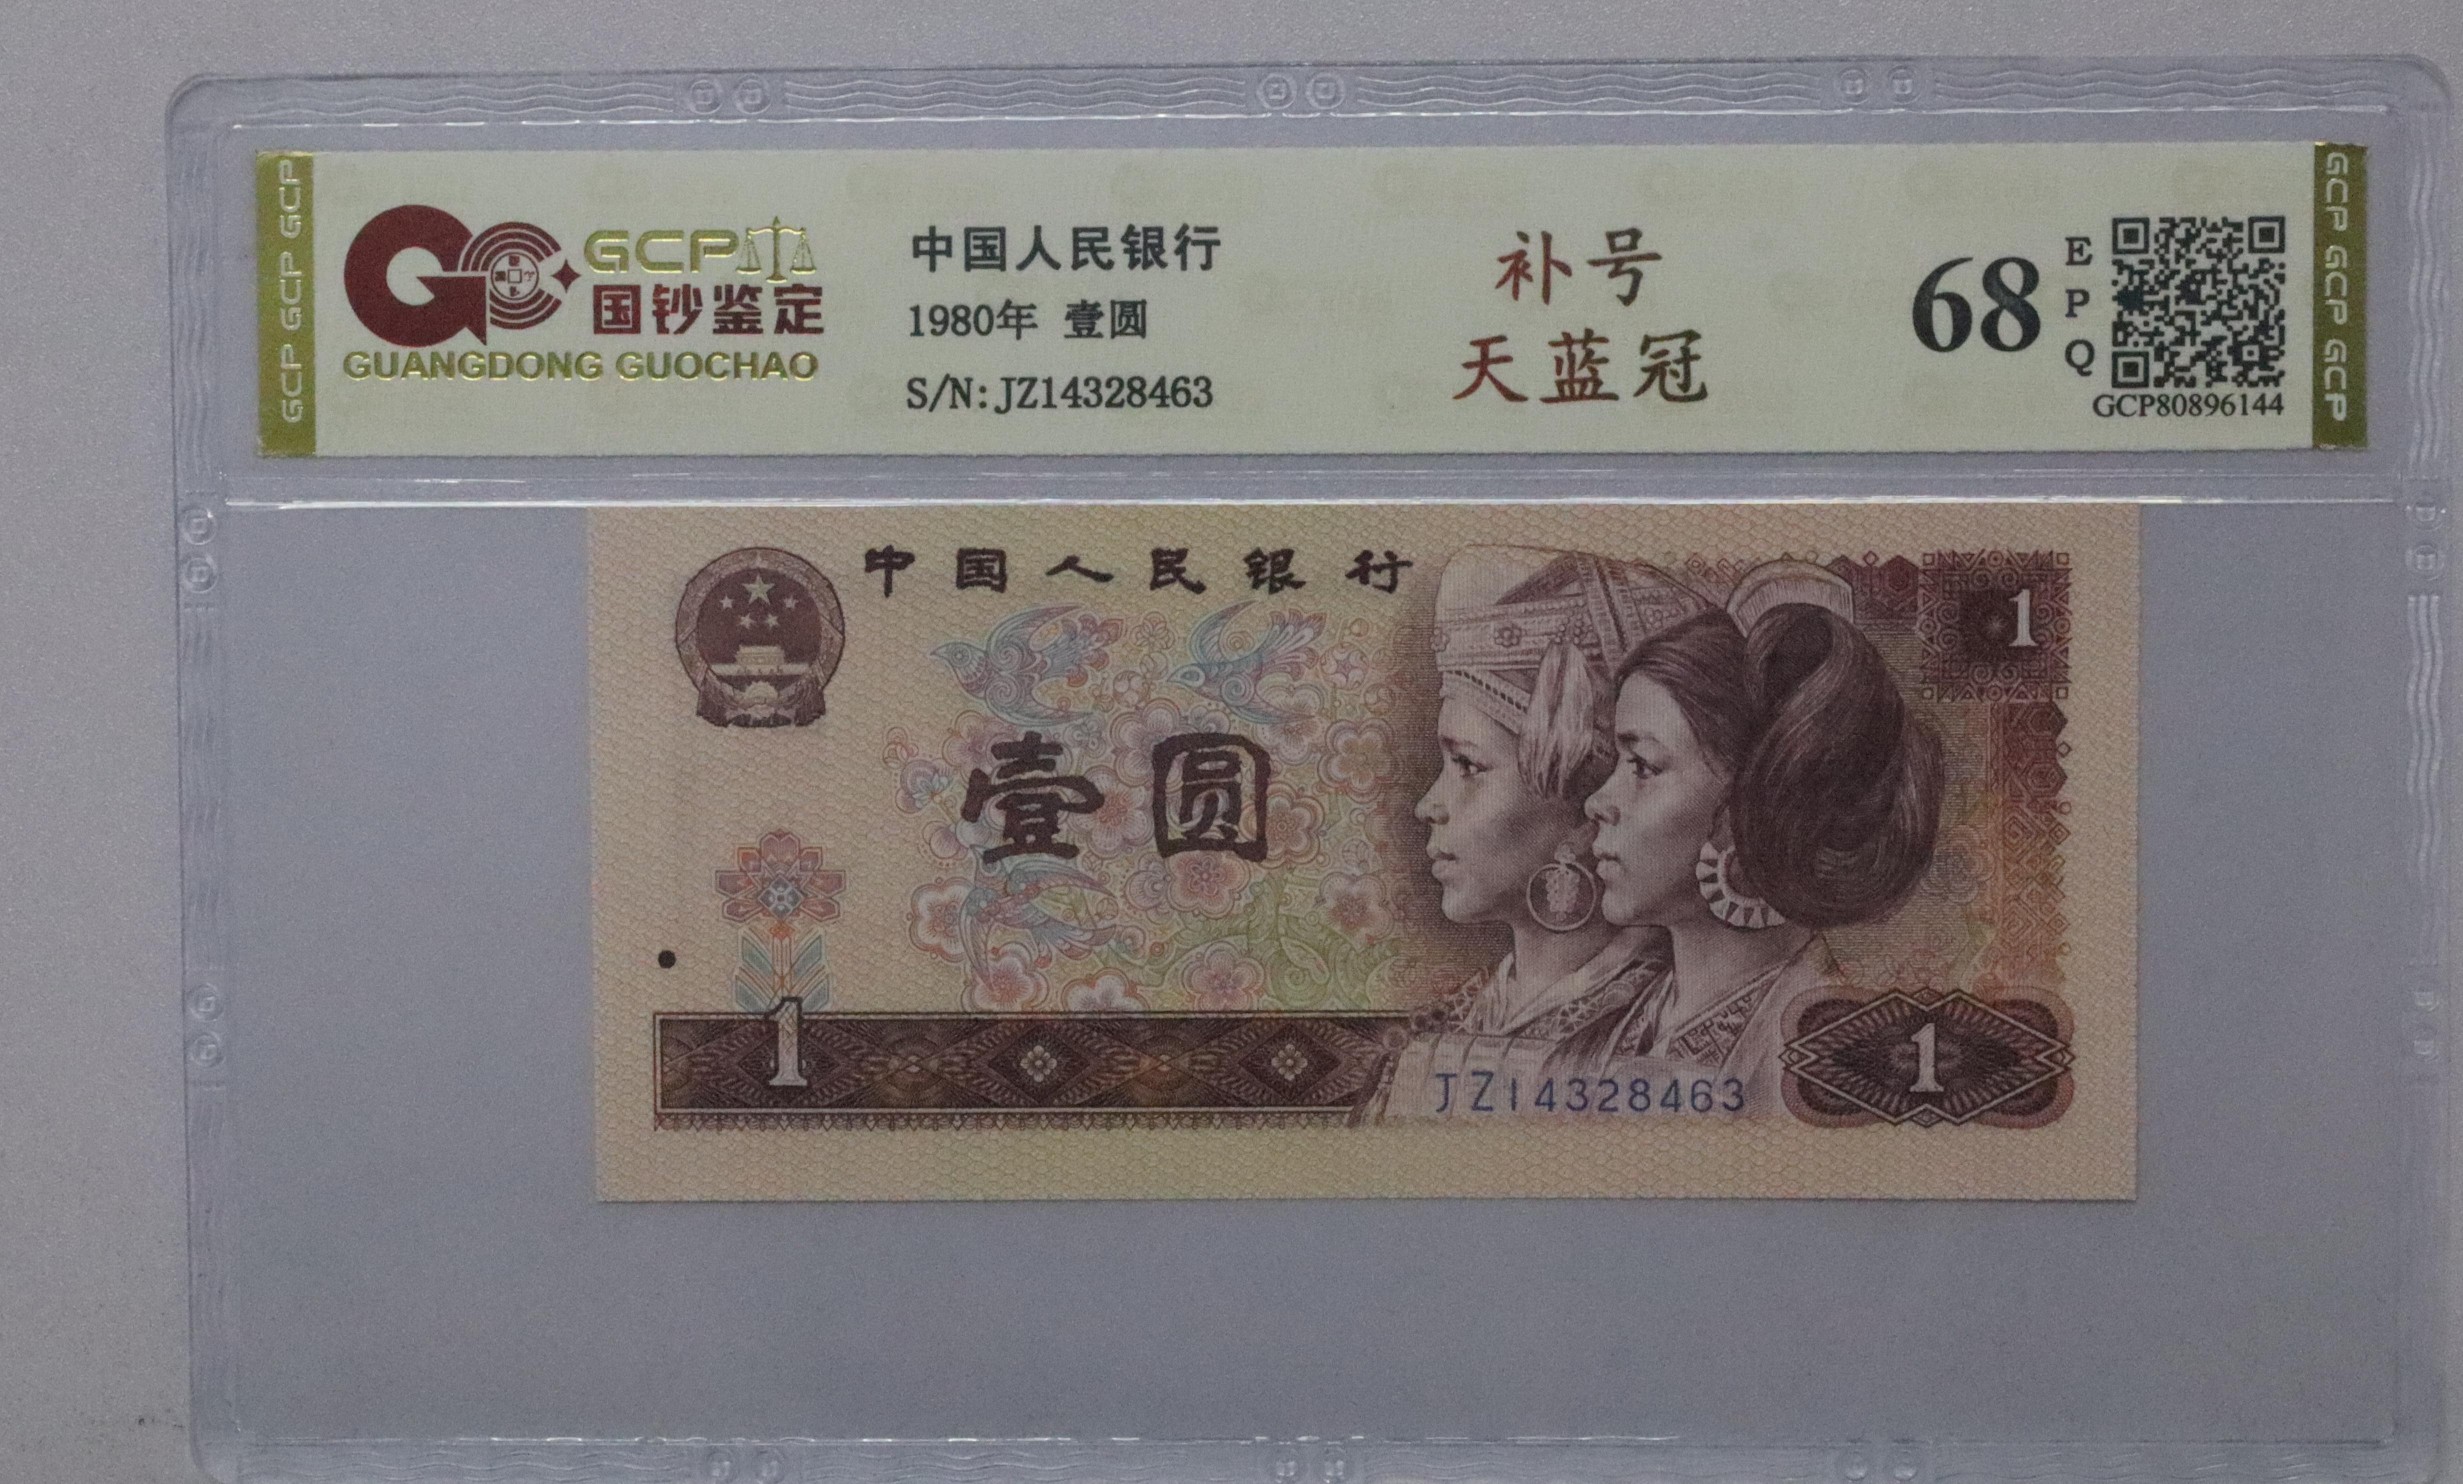 GCP GCP GCP
GCP
国钞鉴定
GUANGDONG GUOCHAO
中国人民银行
1980年 壹圆
S/N:JZ14328463
补号
天蓝冠
68
EPQ
GCP80896144
GCP GCP GCP
中国人民银行
1
壹圆
1
JZ14328463
1